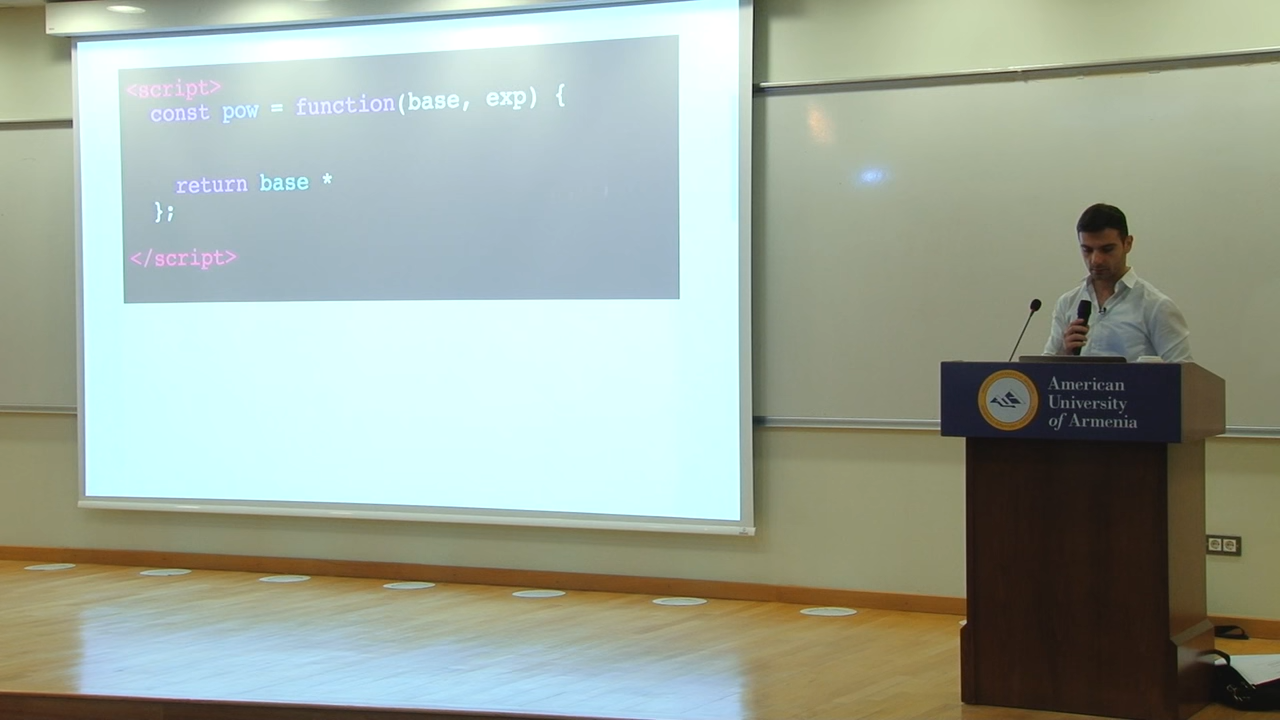 <script>
const pow = function(base, exp) {
return base *
};
</script>
American
University
of Armenia